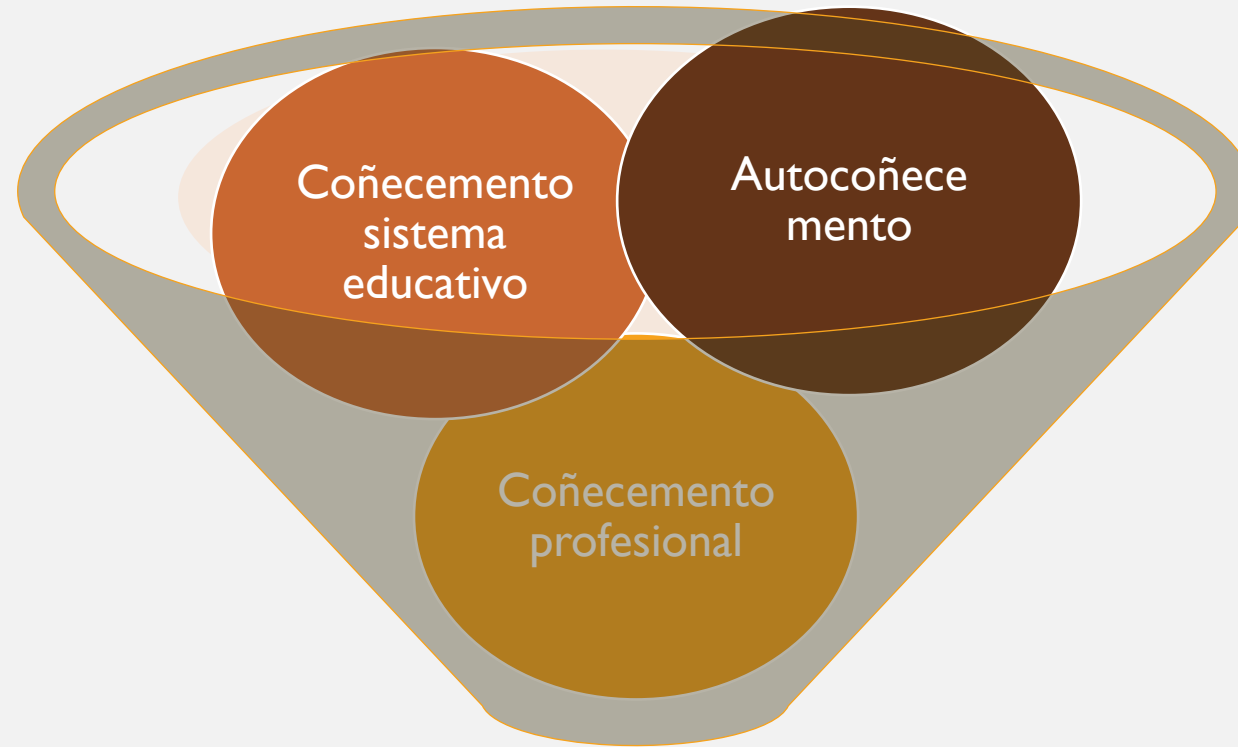 Coñecemento
sistema
educativo
Autocoñece
mento
Coñecemento
profesional